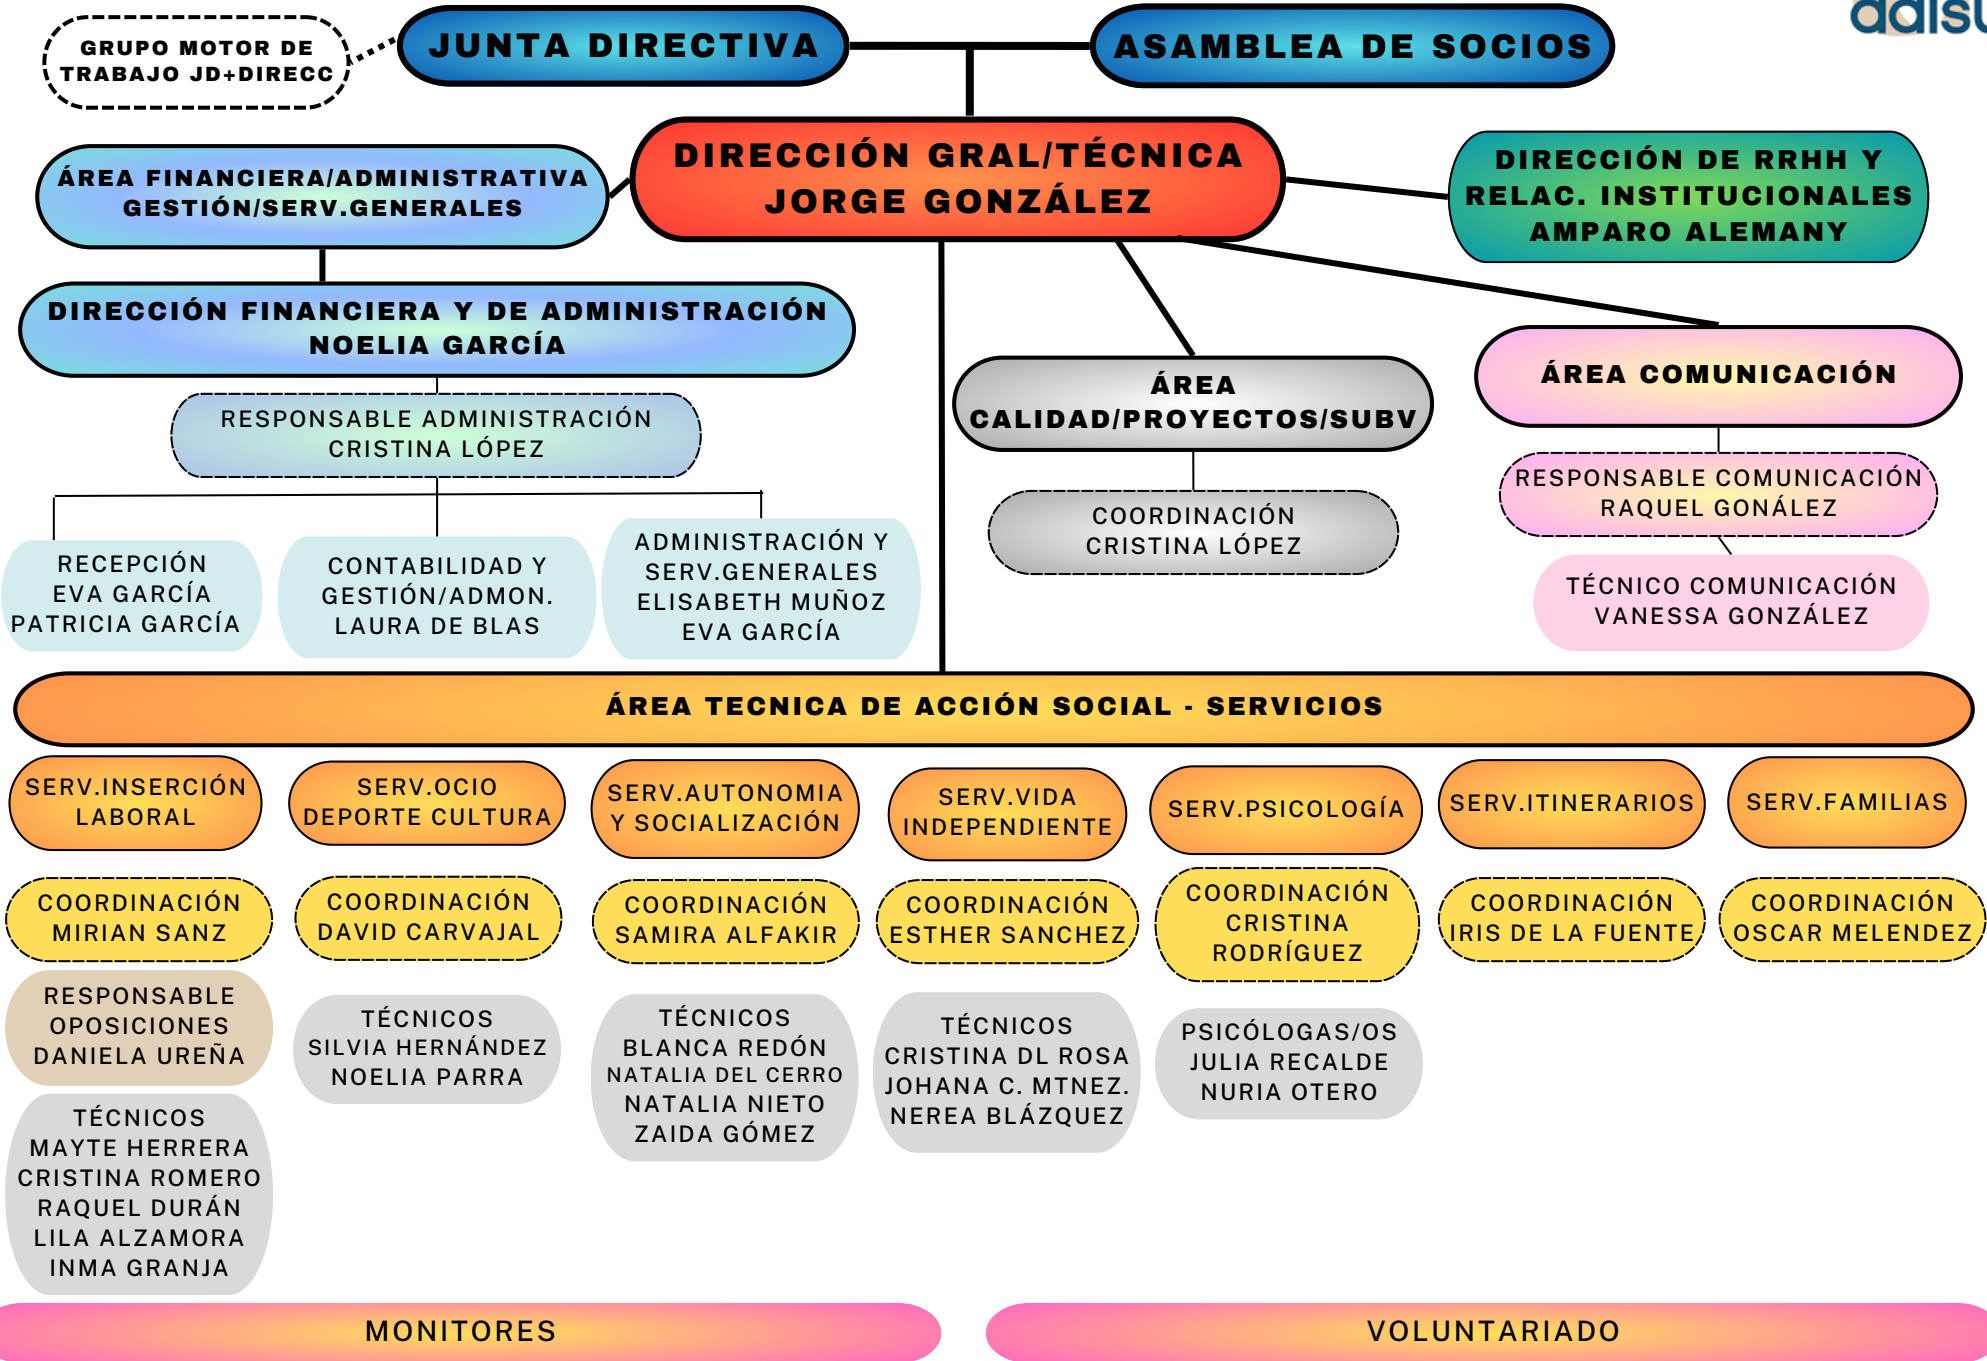 GRUPO MOTOR DE
TRABAJO JD+DIRECC
JUNTA DIRECTIVA
ASAMBLEA DE SOCIOS
DIRECCIÓN GRAL/TÉCNICA
JORGE GONZÁLEZ
ÁREA FINANCIERA/ADMINISTRATIVA
GESTIÓN/SERV.GENERALES
DIRECCIÓN DE RRHH Y
RELAC. INSTITUCIONALES
AMPARO ALEMANY
DIRECCIÓN FINANCIERA Y DE ADMINISTRACIÓN
NOELIA GARCÍA
RESPONSABLE ADMINISTRACIÓN
CRISTINA LÓPEZ
ÁREA
CALIDAD/PROYECTOS/SUBV
COORDINACIÓN
CRISTINA LÓPEZ
ÁREA COMUNICACIÓN
RESPONSABLE COMUNICACIÓN
RAQUEL GONÁLEZ
TÉCNICO COMUNICACIÓN
VANESSA GONZÁLEZ
RECEPCIÓN
EVA GARCÍA
PATRICIA GARCÍA
CONTABILIDAD Y
GESTIÓN/ADMON.
LAURA DE BLAS
ADMINISTRACIÓN Y
SERV.GENERALES
ELISABETH MUÑOZ
EVA GARCÍA
ÁREA TECNICA DE ACCIÓN SOCIAL - SERVICIOS
SERV.INSERCIÓN
LABORAL
COORDINACIÓN
MIRIAN SANZ
RESPONSABLE
OPOSICIONES
DANIELA UREÑA
TÉCNICOS
MAYTE HERRERA
CRISTINA ROMERO
RAQUEL DURÁN
LILA ALZAMORA
INMA GRANJA
SERV.OCIO
DEPORTE CULTURA
COORDINACIÓN
DAVID CARVAJAL
TÉCNICOS
SILVIA HERNÁNDEZ
NOELIA PARRA
SERV.AUTONOMIA
Y SOCIALIZACIÓN
COORDINACIÓN
SAMIRA ALFAKIR
TÉCNICOS
BLANCA REDÓN
NATALIA DEL CERRO
NATALIA NIETO
ZAIDA GÓMEZ
SERV.VIDA
INDEPENDIENTE
COORDINACIÓN
ESTHER SANCHEZ
TÉCNICOS
CRISTINA DL ROSA
JOHANA C. MTNEZ.
NEREA BLÁZQUEZ
SERV.PSICOLOGÍA
COORDINACIÓN
CRISTINA
RODRÍGUEZ
PSICÓLOGAS/OS
JULIA RECALDE
NURIA OTERO
SERV.ITINERARIOS
COORDINACIÓN
IRIS DE LA FUENTE
SERV.FAMILIAS
COORDINACIÓN
OSCAR MELENDEZ
MONITORES
VOLUNTARIADO